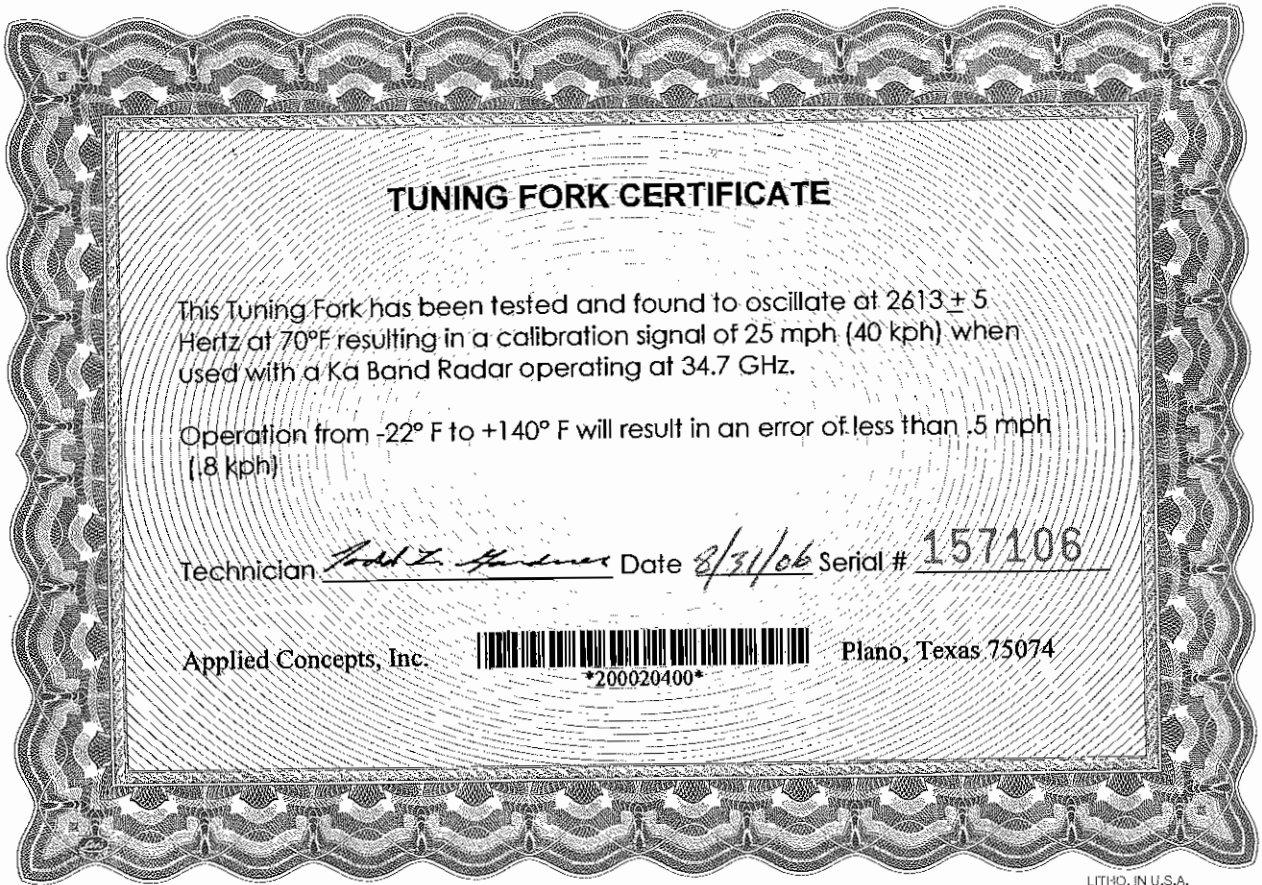 TUNING FORK CERTIFICATE
This Tuning Fork has been tested and found to oscillate at 2613 ± 5
Hertz at 70°F resulting in a calibration signal of 25 mph (40 kph) when
used with a Ka Band Radar operating at 34.7 GHz.
Operation from -22° F to +140° F will result in an error of less than .5 mph
(.8 kph)
Technician Todd L. Gardner Date 8/31/06 Serial # 157106
Applied Concepts, Inc. *200020400* Plano, Texas 75074
LITHO. IN U.S.A.